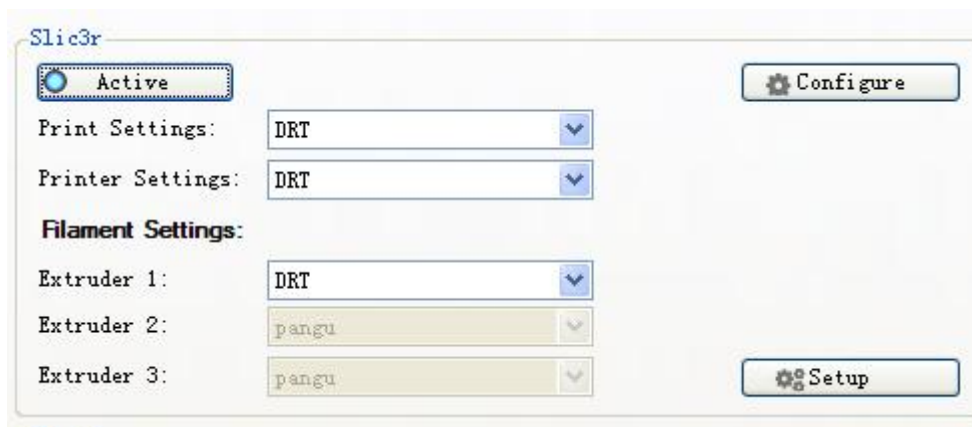 Slic3r
Active Configure
Print Settings: DRT
Printer Settings: DRT
Filament Settings:
Extruder 1: DRT
Extruder 2: pangu
Extruder 3: pangu Setup